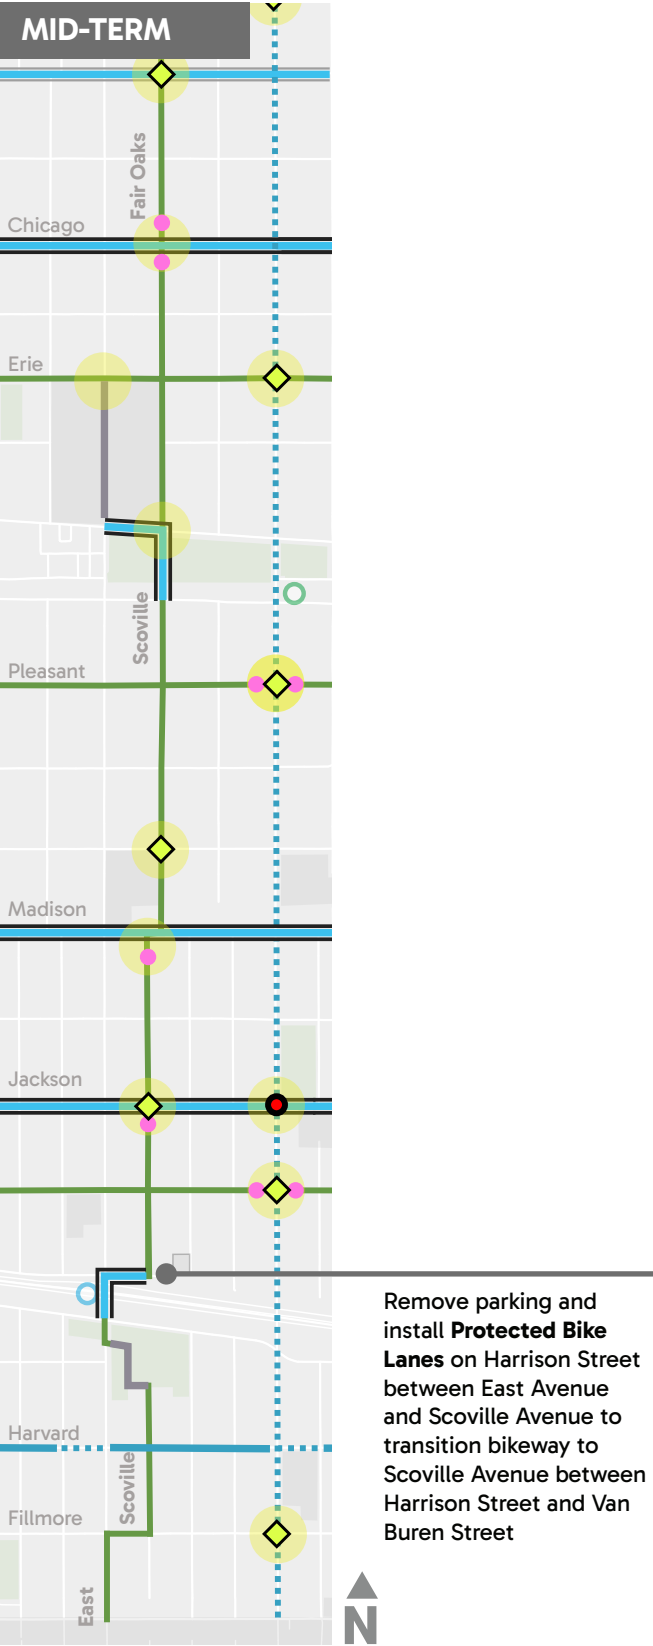 MID-TERM
Fair Oaks
Chicago
Erie
Scoville
Pleasant
Madison
Jackson
Remove parking and
install Protected Bike
Lanes on Harrison Street
between East Avenue
and Scoville Avenue to
transition bikeway to
Scoville Avenue between
Harrison Street and Van
Buren Street
Harvard
Scoville
Fillmore
East
N